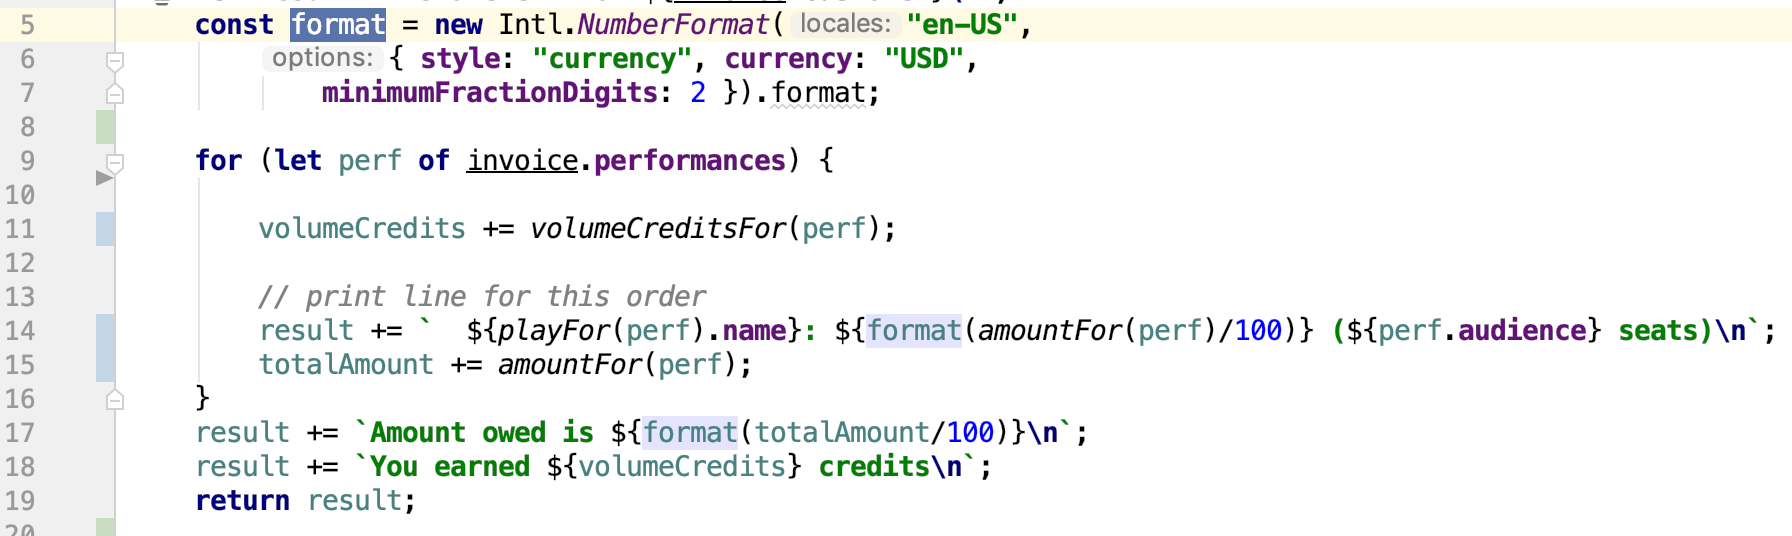 5 const format = new Intl.NumberFormat( locales: "en-US",
6 options: { style: "currency", currency: "USD",
7 minimumFractionDigits: 2 }).format;
8
9 for (let perf of invoice.performances) {
10
11 volumeCredits += volumeCreditsFor(perf);
12
13 // print line for this order
14 result += `  ${playFor(perf).name}: ${format(amountFor(perf)/100)} (${perf.audience} seats)\n`;
15 totalAmount += amountFor(perf);
16 }
17 result += `Amount owed is ${format(totalAmount/100)}\n`;
18 result += `You earned ${volumeCredits} credits\n`;
19 return result;
20